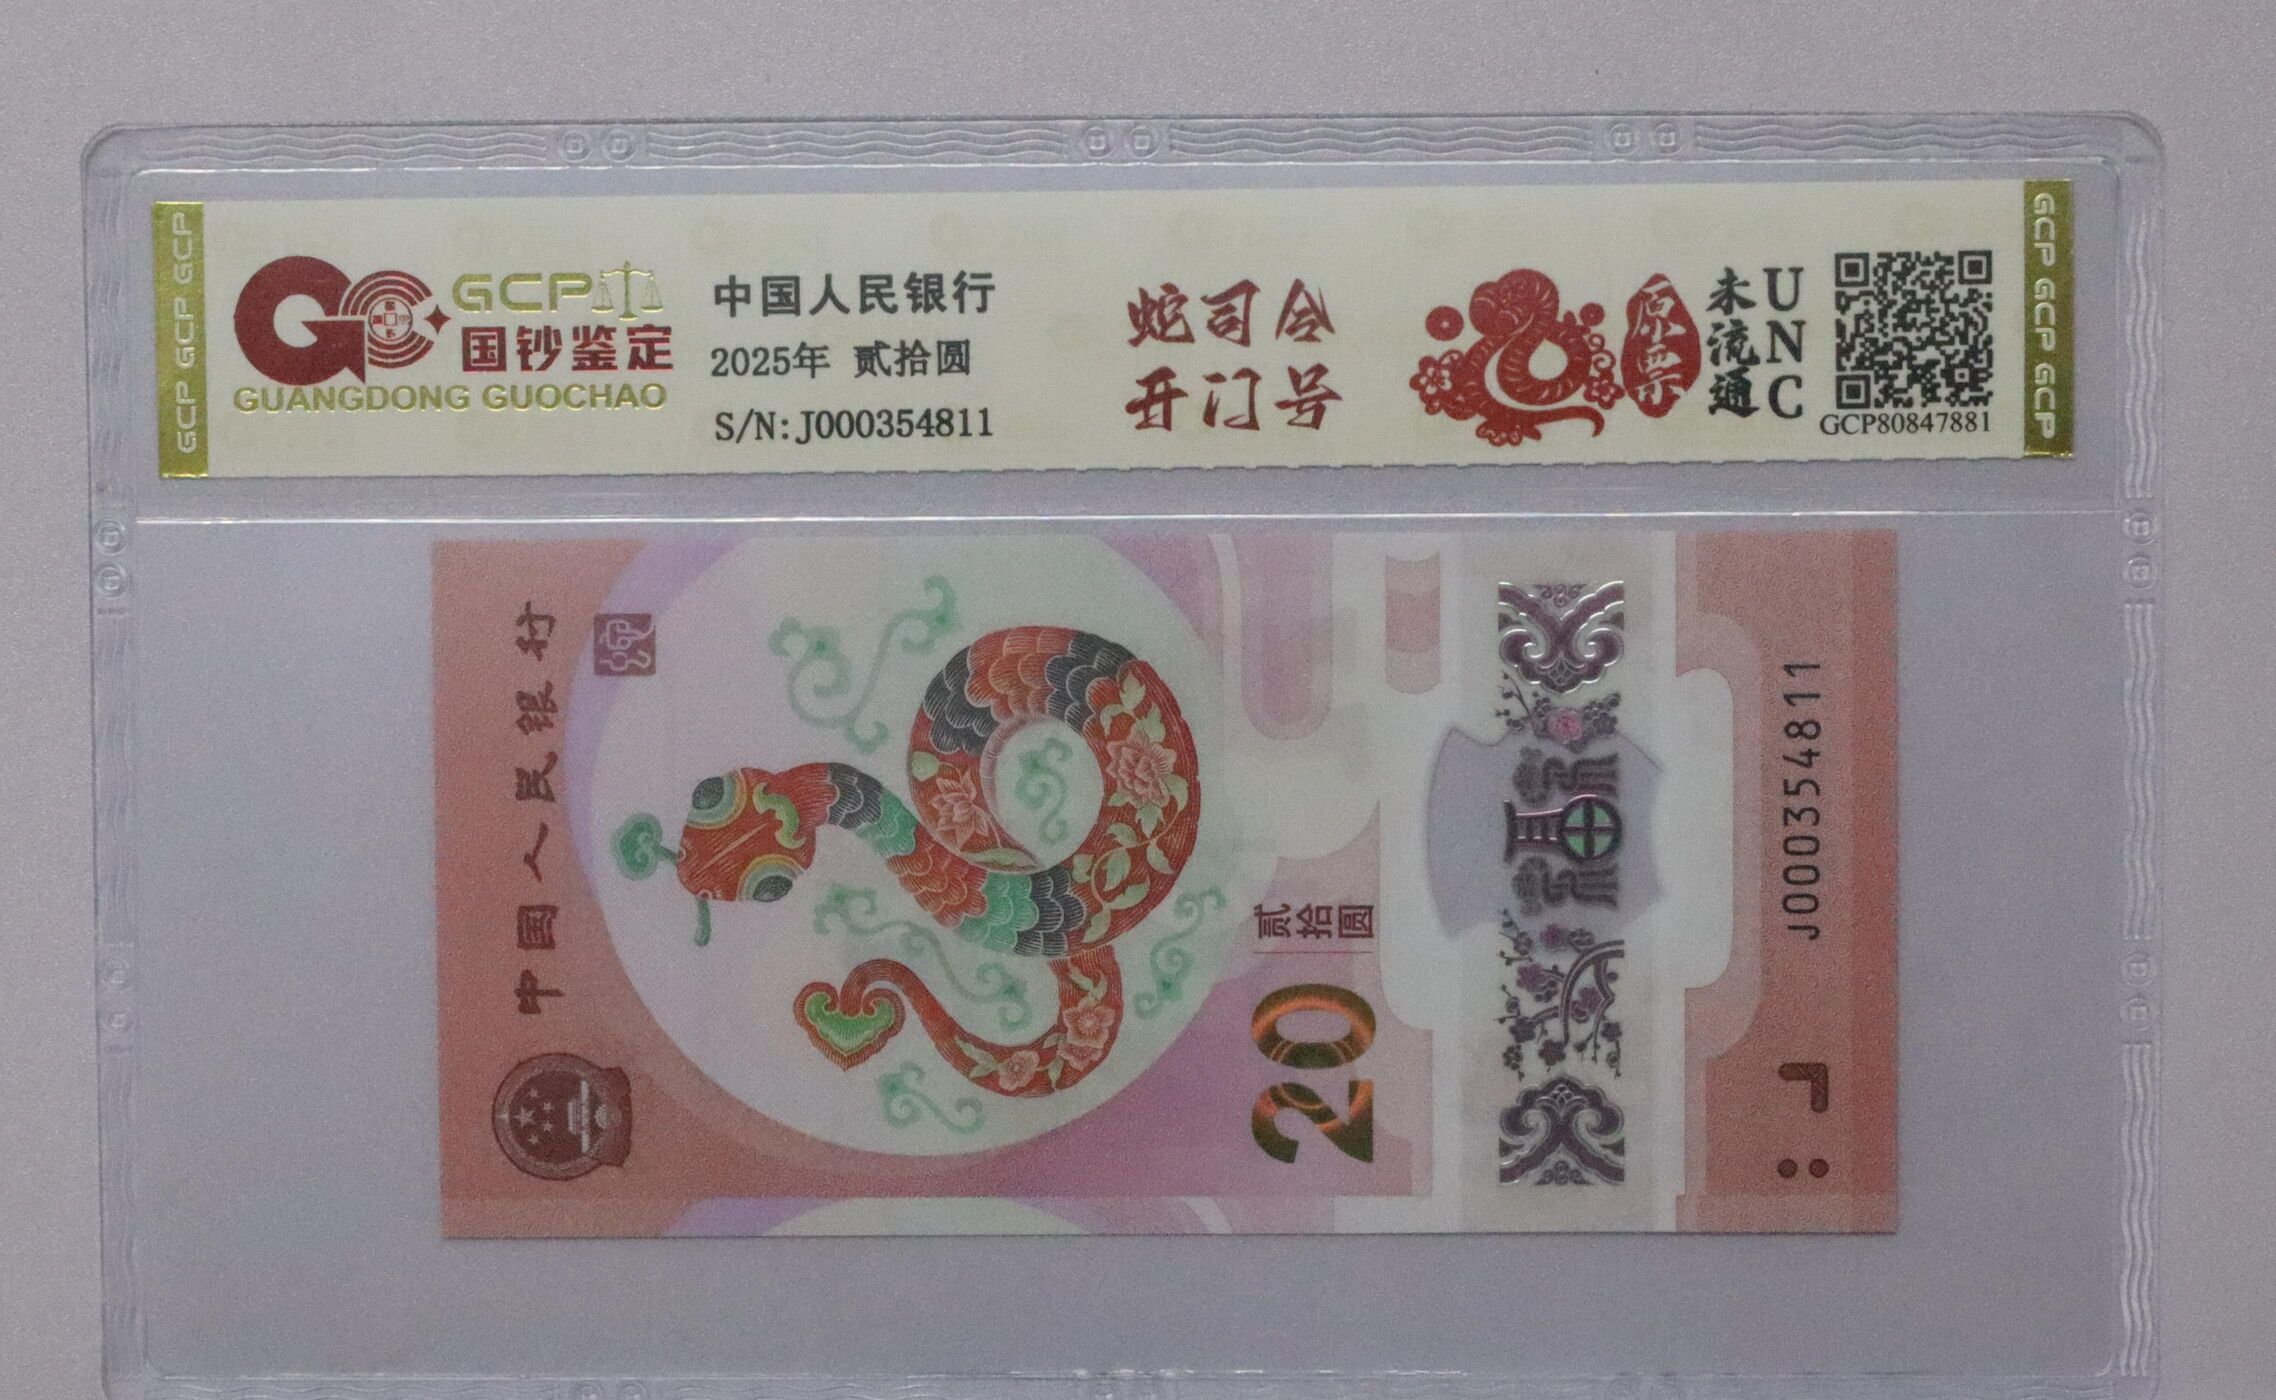 GCP
国钞鉴定
GUANGDONG GUOCHAO
中国人民银行
2025年 贰拾圆
S/N:J000354811
蛇司令
开门号
原票
未流通
UNC
GCP80847881
GCP GCP GCP
GCP GCP GCP
中国人民银行
贰拾圆
20
福
J000354811